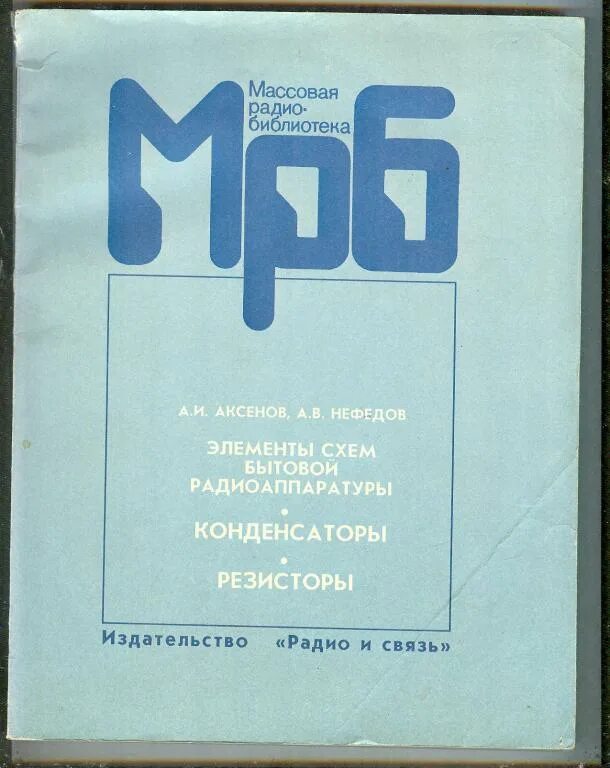 Массовая
радио-
библиотека
Мрб
А.И. АКСЕНОВ, А.В. НЕФЕДОВ
ЭЛЕМЕНТЫ СХЕМ
БЫТОВОЙ
РАДИОАППАРАТУРЫ
•
КОНДЕНСАТОРЫ
•
РЕЗИСТОРЫ
Издательство «Радио и связь»